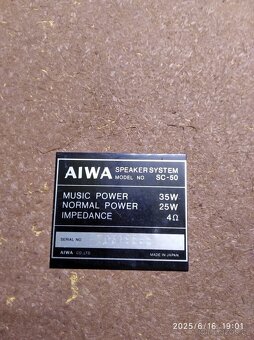 AIWA SPEAKER SYSTEM
MODEL NO. SC-50
MUSIC POWER 35W
NORMAL POWER 25W
IMPEDANCE 4Ω
SERIAL NO.
AIWA CO.,LTD. MADE IN JAPAN
2025/6/16 19:01